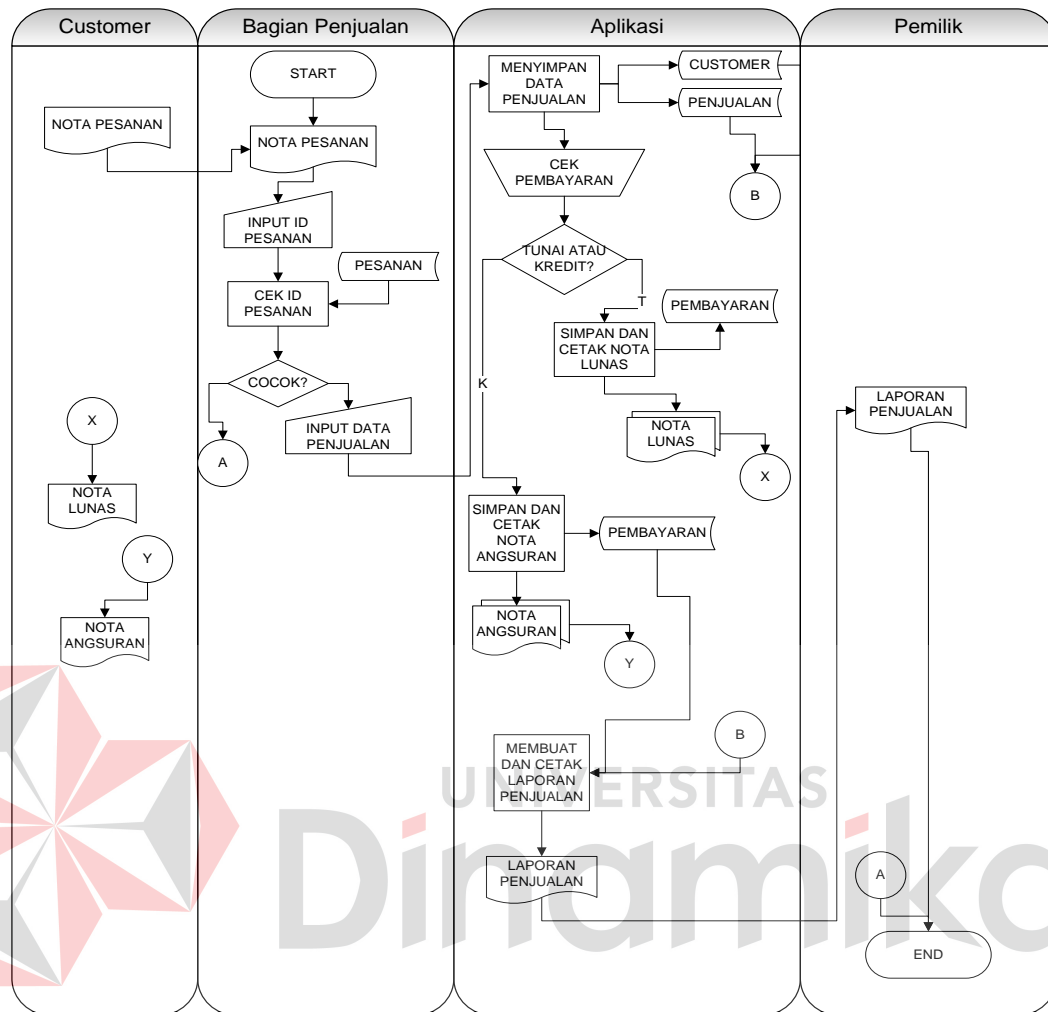 Customer
Bagian Penjualan
Aplikasi
Pemilik
NOTA PESANAN
X
NOTA
LUNAS
Y
NOTA
ANGSURAN
START
NOTA PESANAN
INPUT ID
PESANAN
PESANAN
CEK ID
PESANAN
COCOK?
INPUT DATA
PENJUALAN
A
MENYIMPAN
DATA
PENJUALAN
CUSTOMER
PENJUALAN
B
CEK
PEMBAYARAN
TUNAI ATAU
KREDIT?
T
K
PEMBAYARAN
SIMPAN DAN
CETAK NOTA
LUNAS
NOTA
LUNAS
X
SIMPAN DAN
CETAK
NOTA
ANGSURAN
PEMBAYARAN
NOTA
ANGSURAN
Y
B
MEMBUAT
DAN CETAK
LAPORAN
PENJUALAN
LAPORAN
PENJUALAN
LAPORAN
PENJUALAN
A
END
UNIVERSITAS
Dinamika